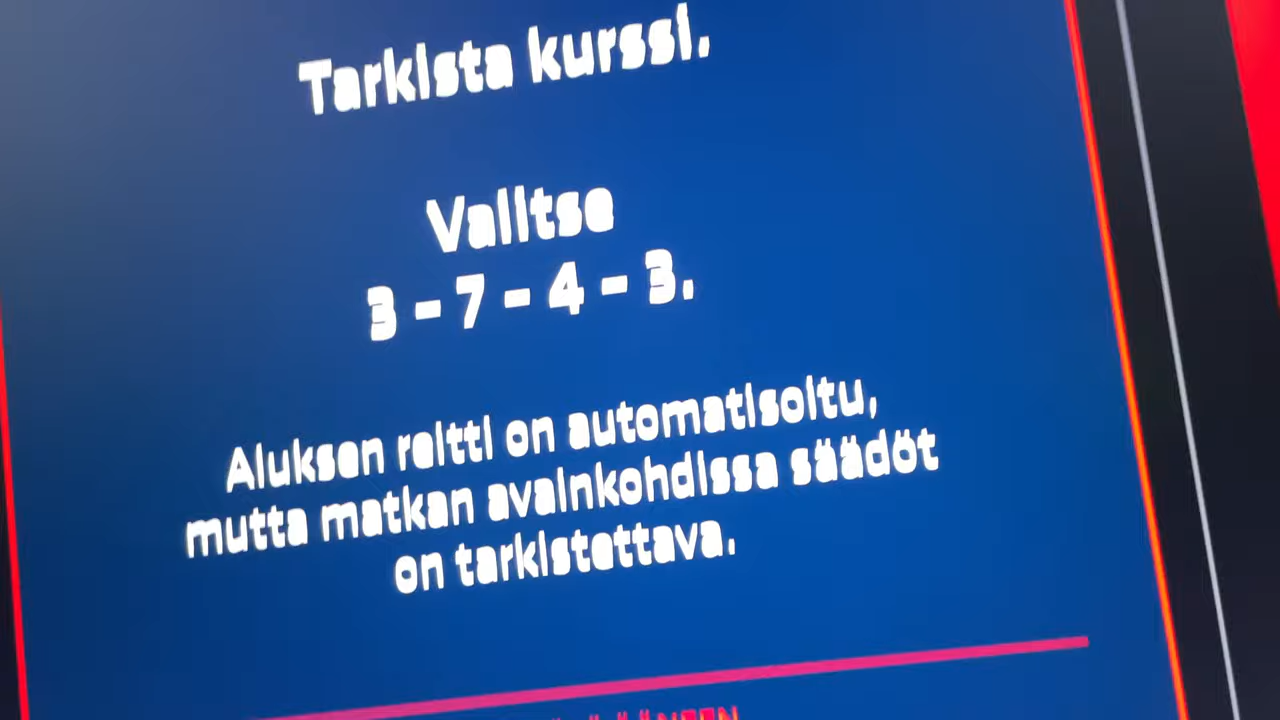 Tarkista kurssi.
Valitse
3 - 7 - 4 - 3.
Aluksen reitti on automatisoitu,
mutta matkan avainkohdissa säädöt
on tarkistettava.